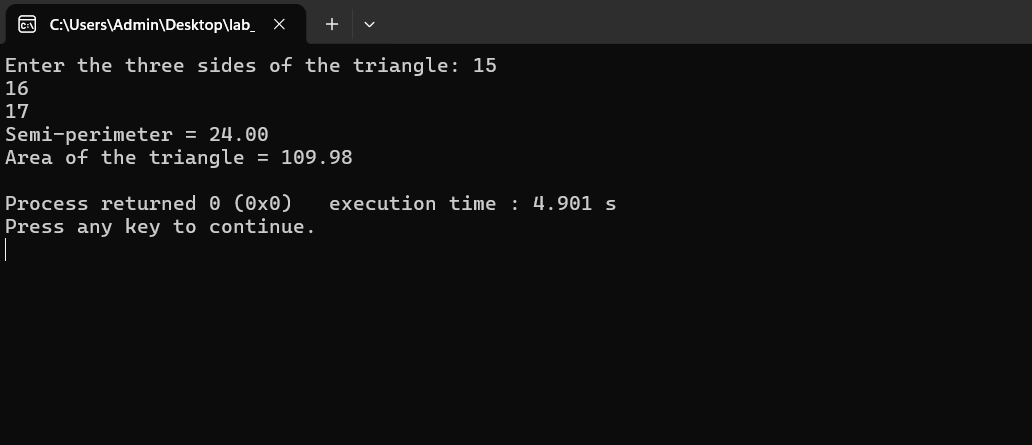 C:\Users\Admin\Desktop\lab_
Enter the three sides of the triangle: 15
16
17
Semi-perimeter = 24.00
Area of the triangle = 109.98
Process returned 0 (0x0)   execution time : 4.901 s
Press any key to continue.